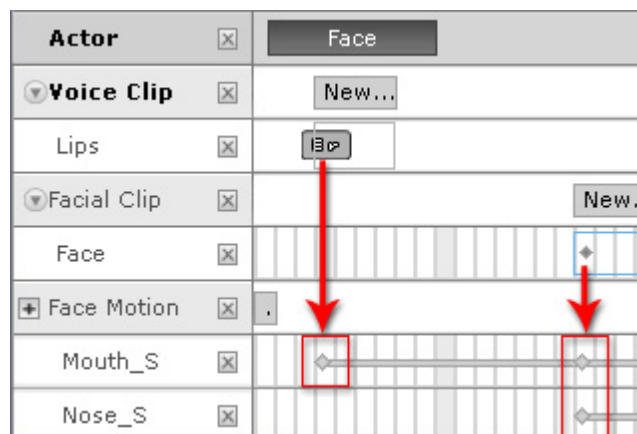 Actor Face
Voice Clip New...
Lips
Facial Clip New.
Face
Face Motion .
Mouth_S
Nose_S